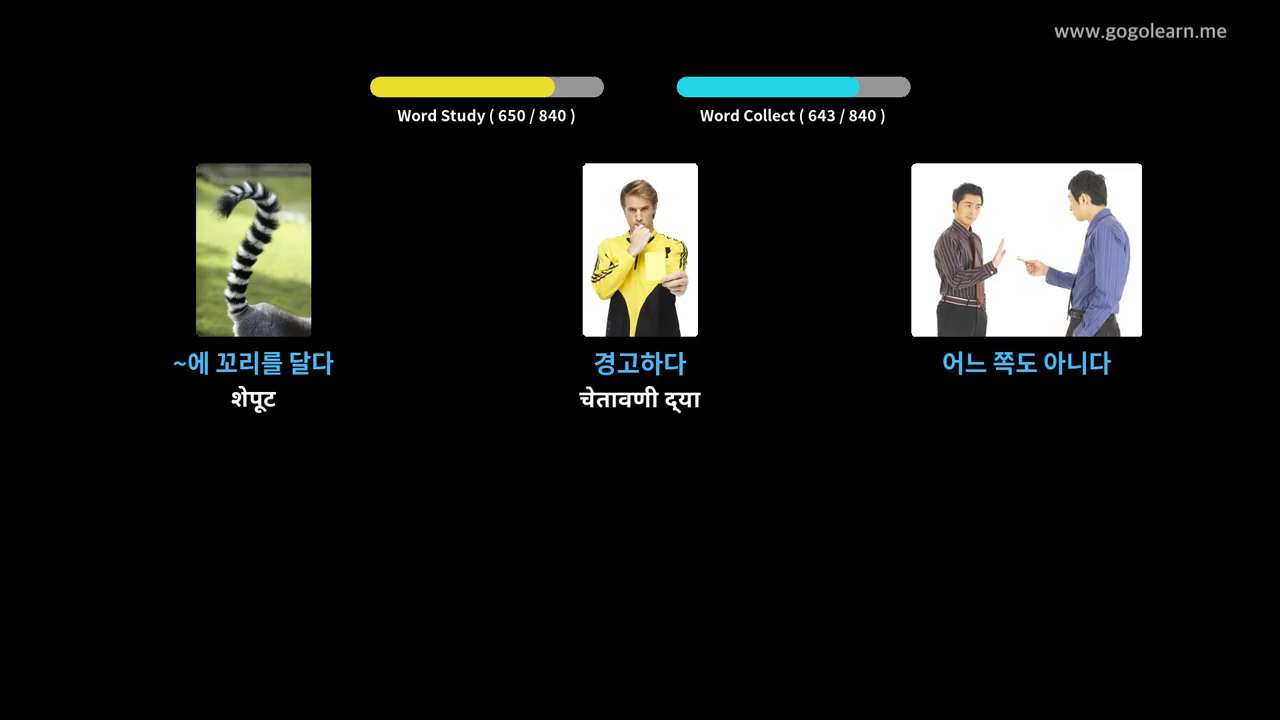 www.gogolearn.me
Word Study ( 650 / 840 )
Word Collect ( 643 / 840 )
~에 꼬리를 달다
शेपूट
경고하다
चेतावणी द्‌या
어느 쪽도 아니다